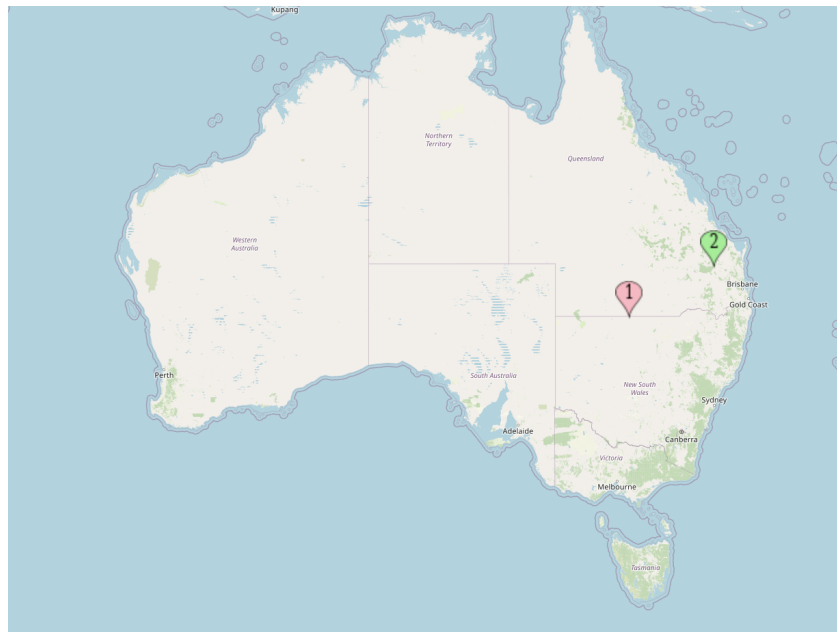 Kupang
Northern
Territory
Queensland
Western
Australia
2
Brisbane
1
Gold Coast
Perth
South Australia
New South
Wales
Sydney
Adelaide
Canberra
Victoria
Melbourne
Tasmania